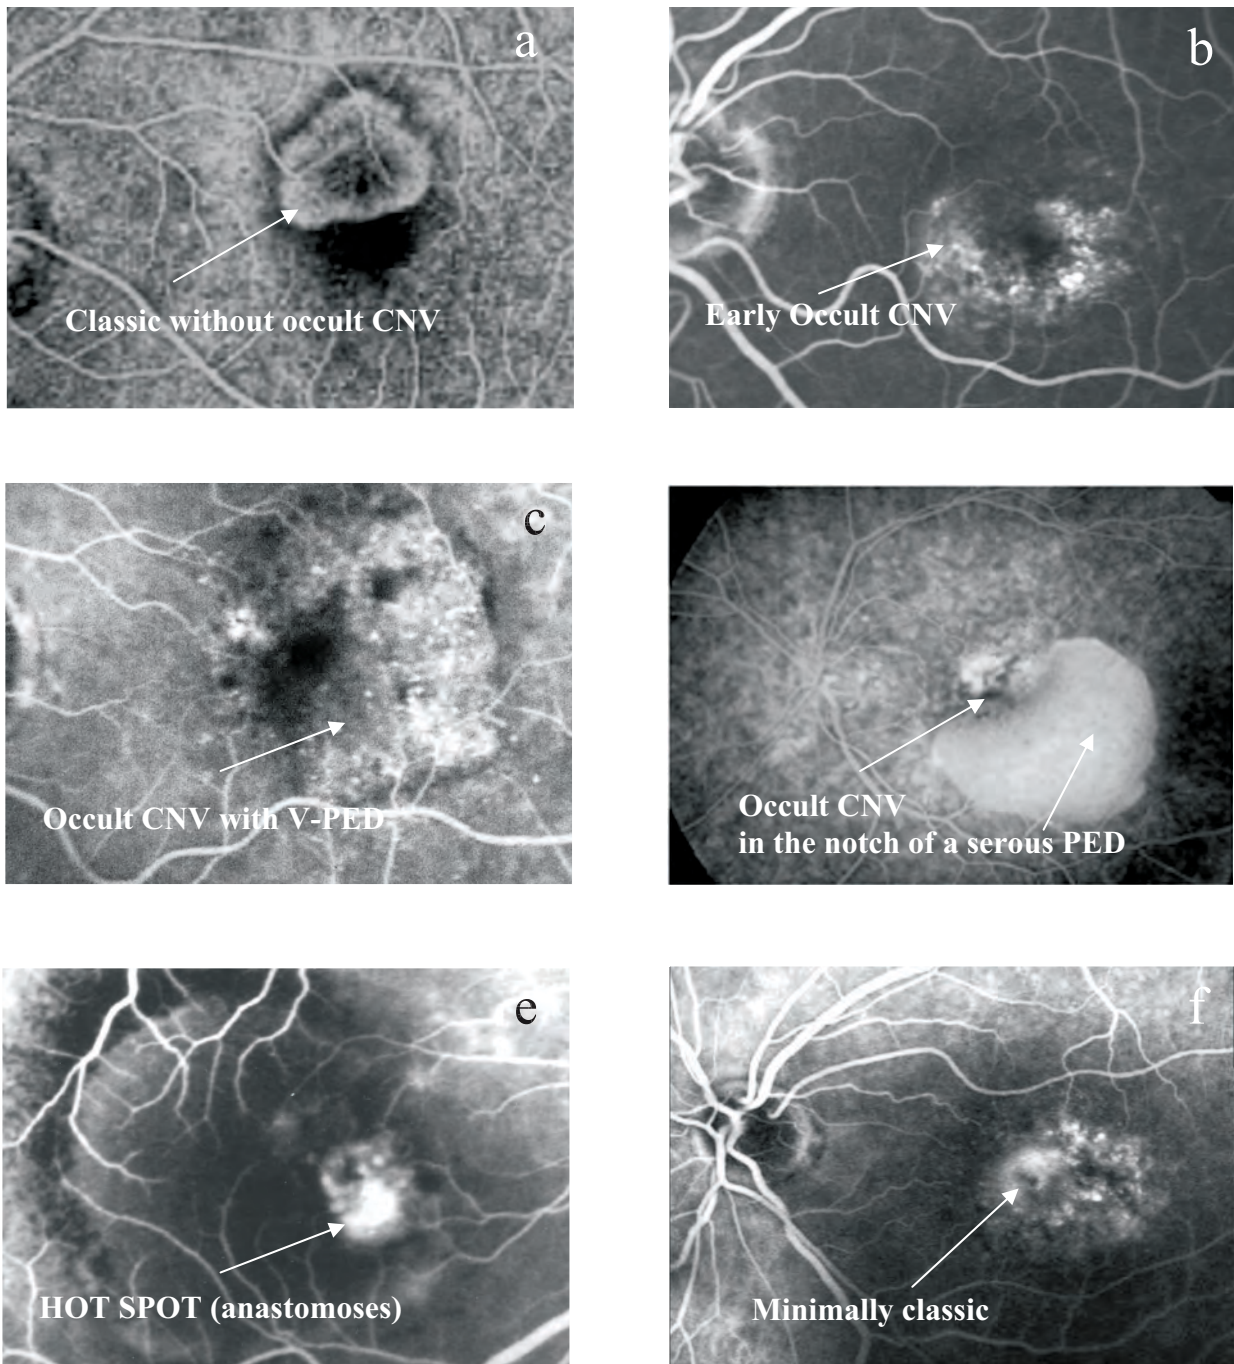 a
Classic without occult CNV
b
Early Occult CNV
c
Occult CNV with V-PED
Occult CNV
in the notch of a serous PED
e
HOT SPOT (anastomoses)
f
Minimally classic